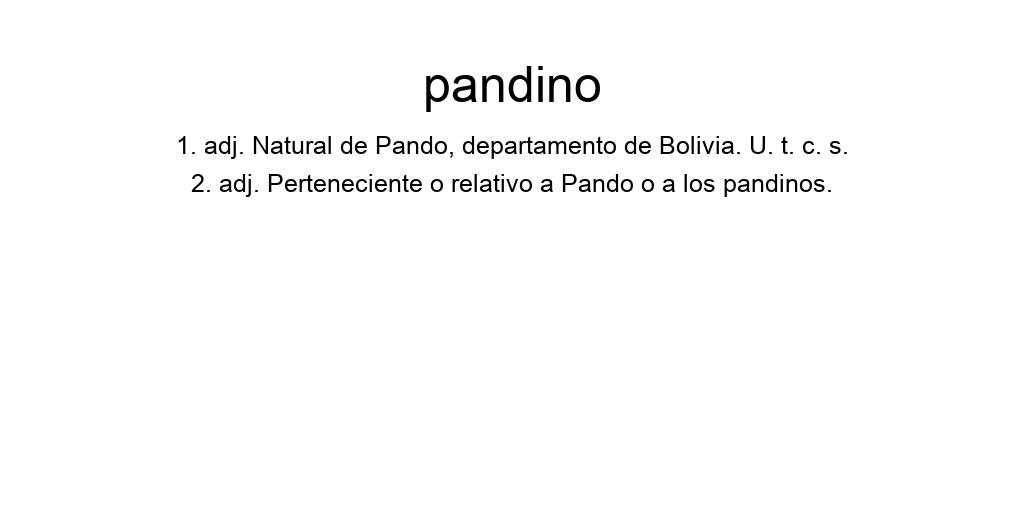 pandino
1. adj. Natural de Pando, departamento de Bolivia. U. t. c. s.
2. adj. Perteneciente o relativo a Pando o a los pandinos.